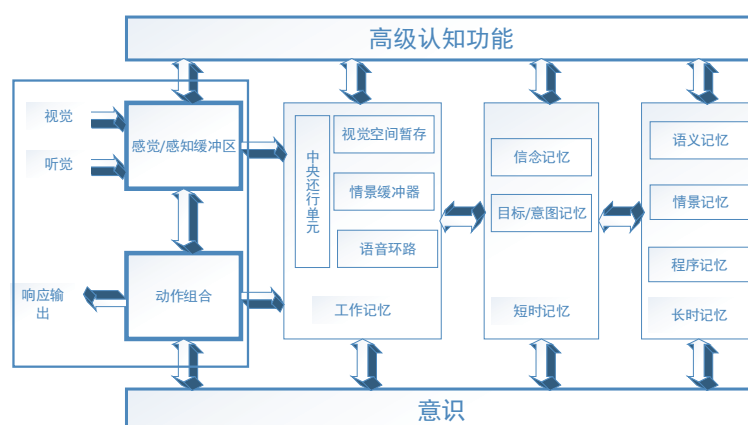 高级认知功能
视觉
听觉
感觉/感知缓冲区
动作组合
响应输
出
中
央
还
行
单
元
视觉空间暂存
情景缓冲器
语音环路
工作记忆
信念记忆
目标/意图记忆
短时记忆
语义记忆
情景记忆
程序记忆
长时记忆
意识